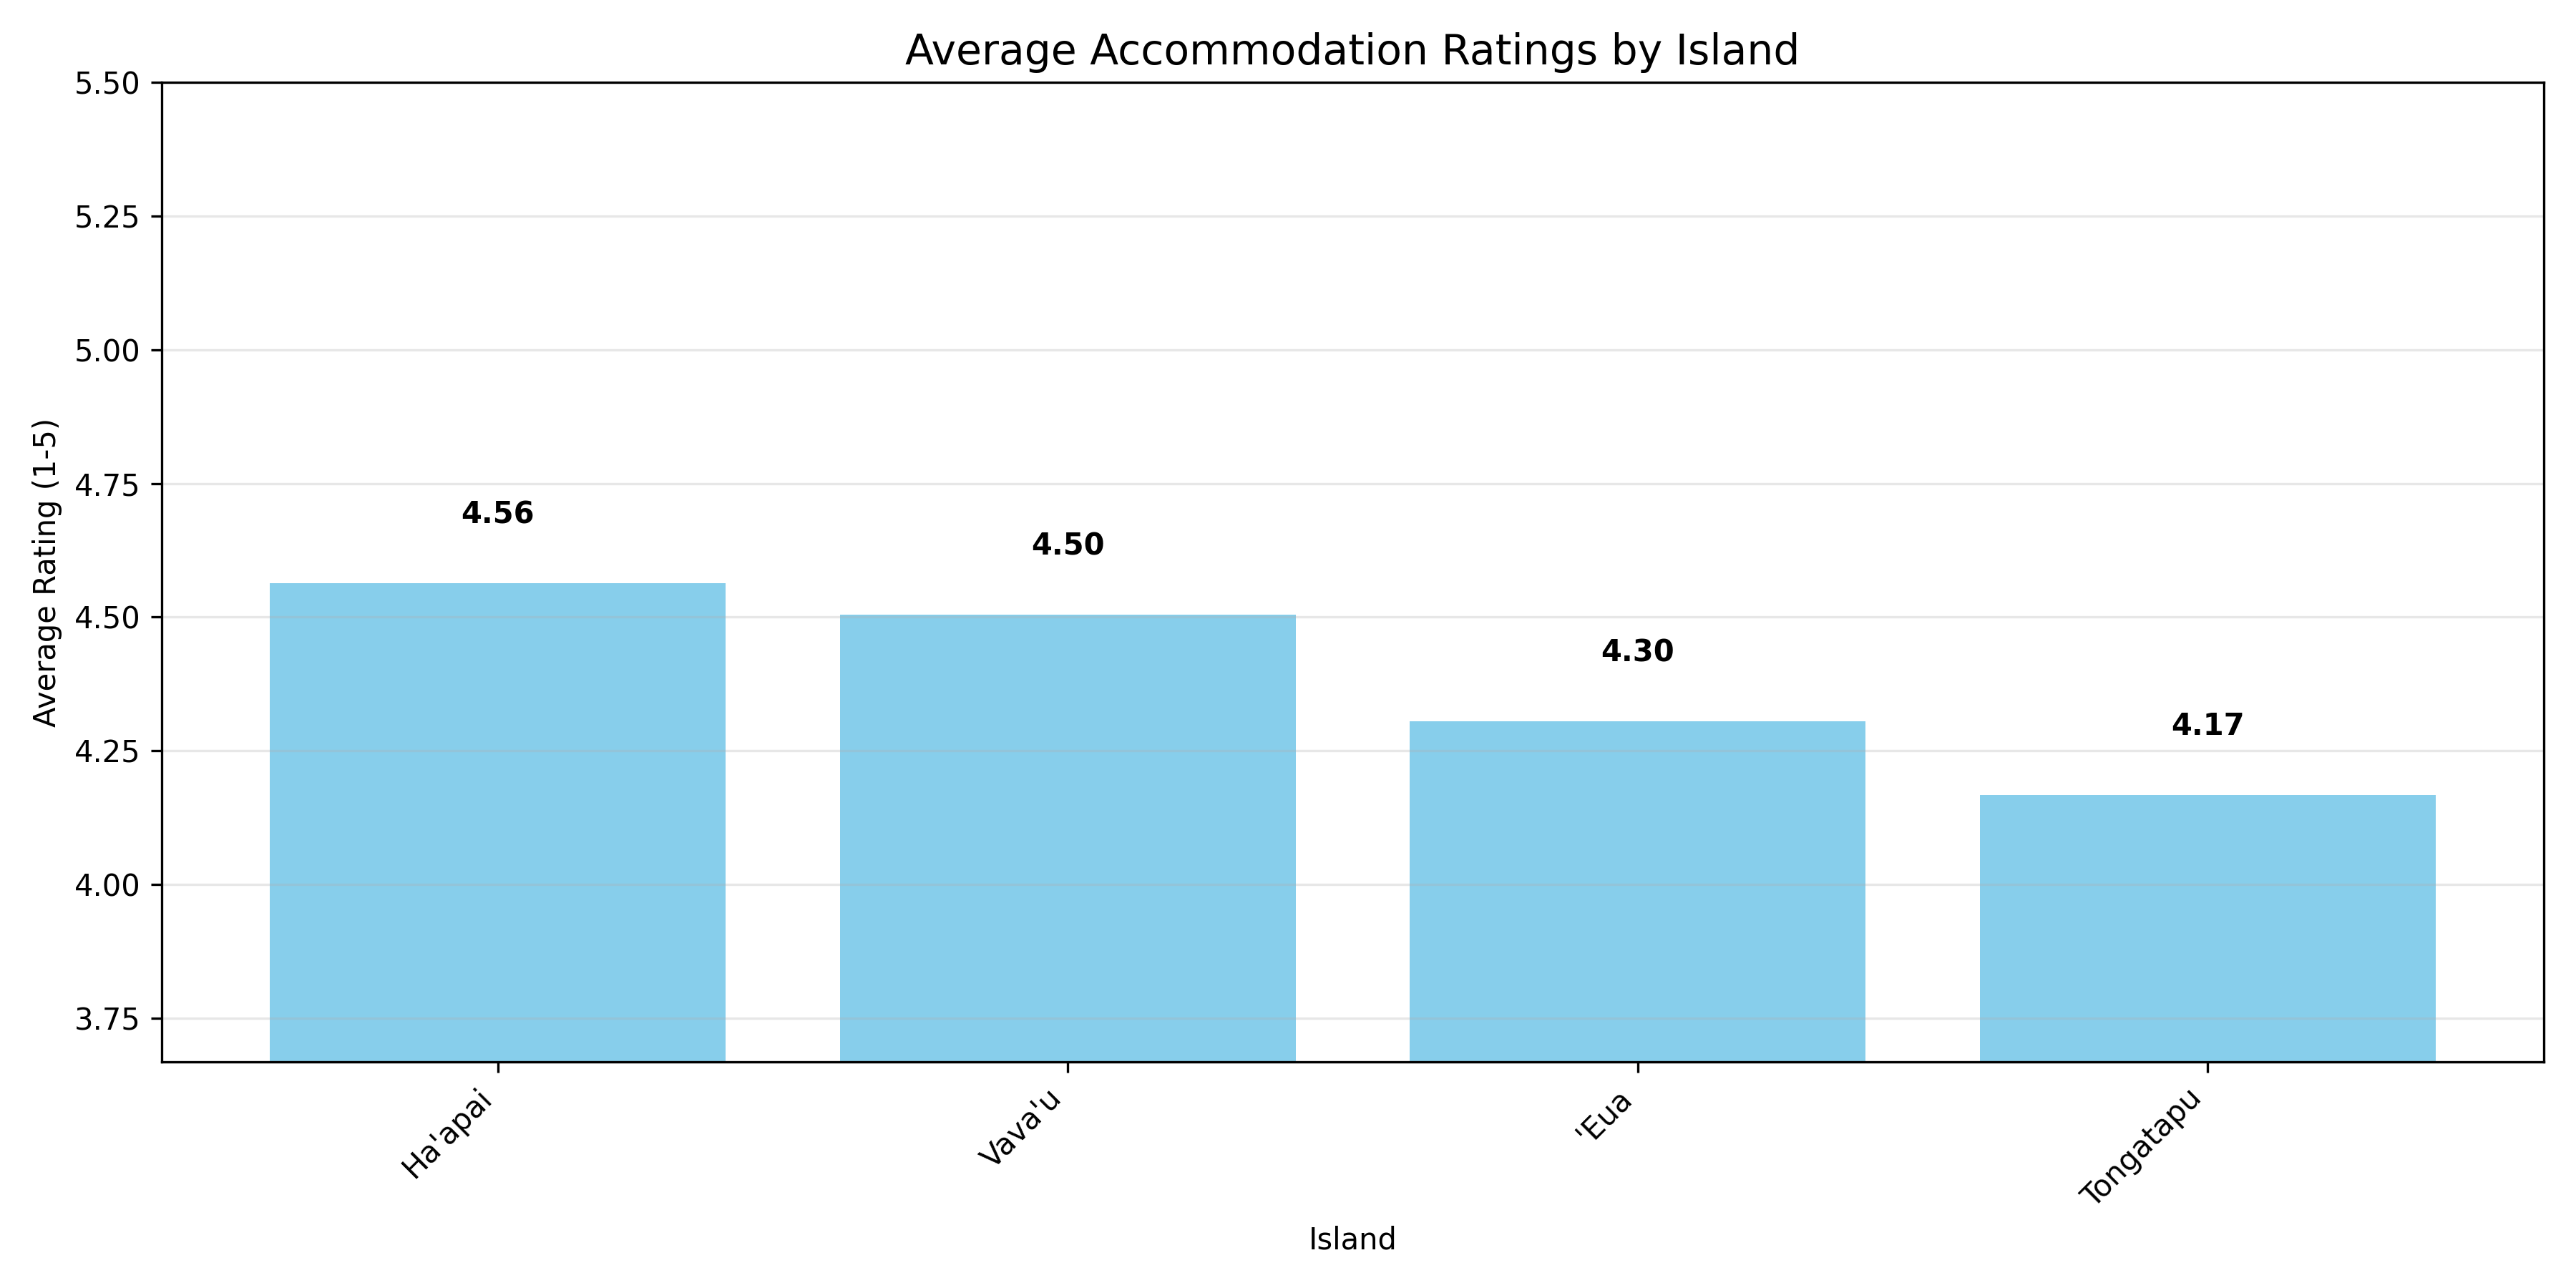 Average Accommodation Ratings by Island
Average Rating (1-5)
5.50
5.25
5.00
4.75
4.50
4.25
4.00
3.75
4.56
4.50
4.30
4.17
Ha'apai
Vava'u
'Eua
Tongatapu
Island